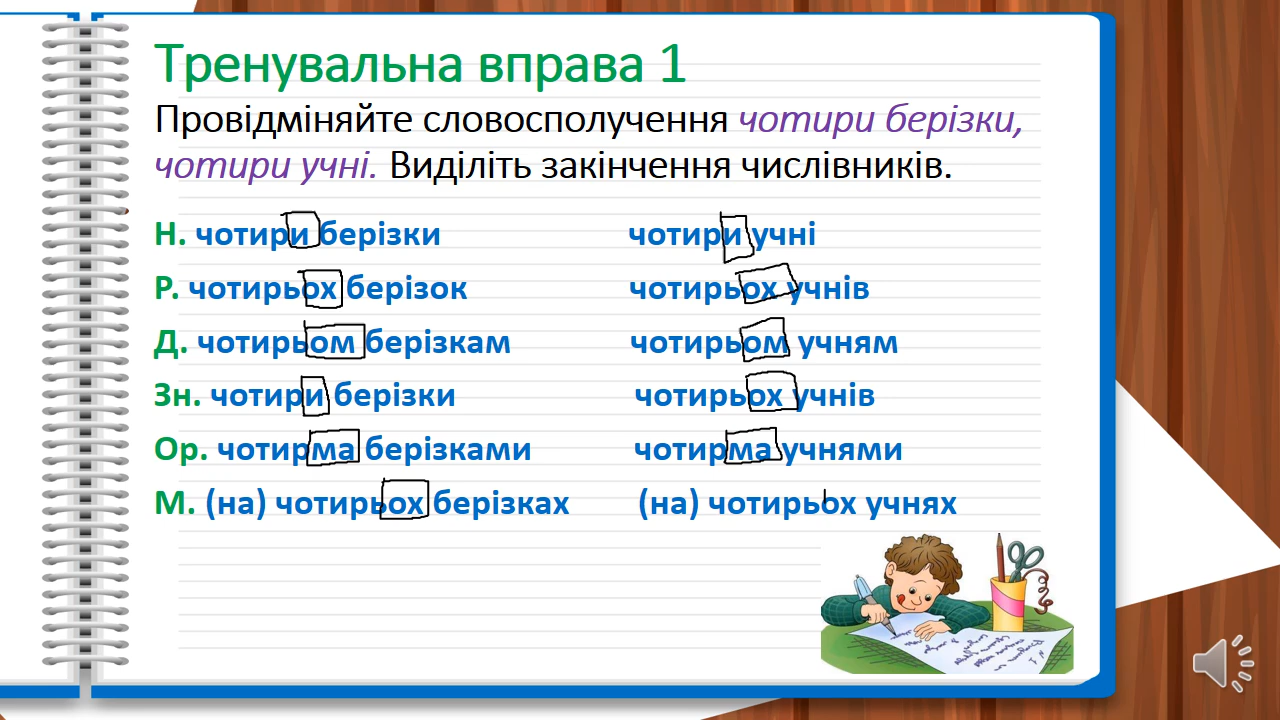 Тренувальна вправа 1
Провідміняйте словосполучення чотири берізки,
чотири учні. Виділіть закінчення числівників.
Н. чотири берізки чотири учні
Р. чотирьох берізок чотирьох учнів
Д. чотирьом берізкам чотирьом учням
Зн. чотири берізки чотирьох учнів
Ор. чотирма берізками чотирма учнями
М. (на) чотирьох берізках (на) чотирьох учнях